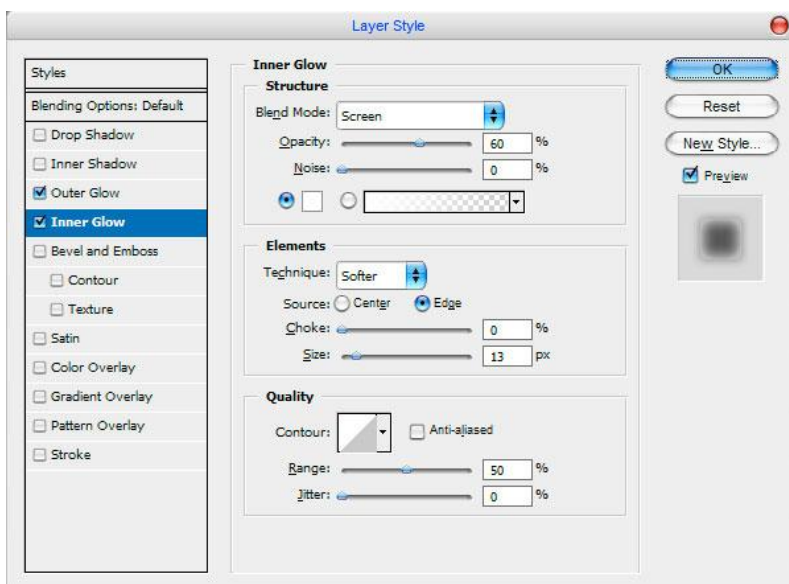 Layer Style
Styles
Blending Options: Default
Drop Shadow
Inner Shadow
Outer Glow
Inner Glow
Bevel and Emboss
Contour
Texture
Satin
Color Overlay
Gradient Overlay
Pattern Overlay
Stroke
Inner Glow
Structure
Blend Mode: Screen
Opacity: 60 %
Noise: 0 %
Elements
Technique: Softer
Source: Center Edge
Choke: 0 %
Size: 13 px
Quality
Contour: Anti-aliased
Range: 50 %
Jitter: 0 %
OK
Reset
New Style...
Preview